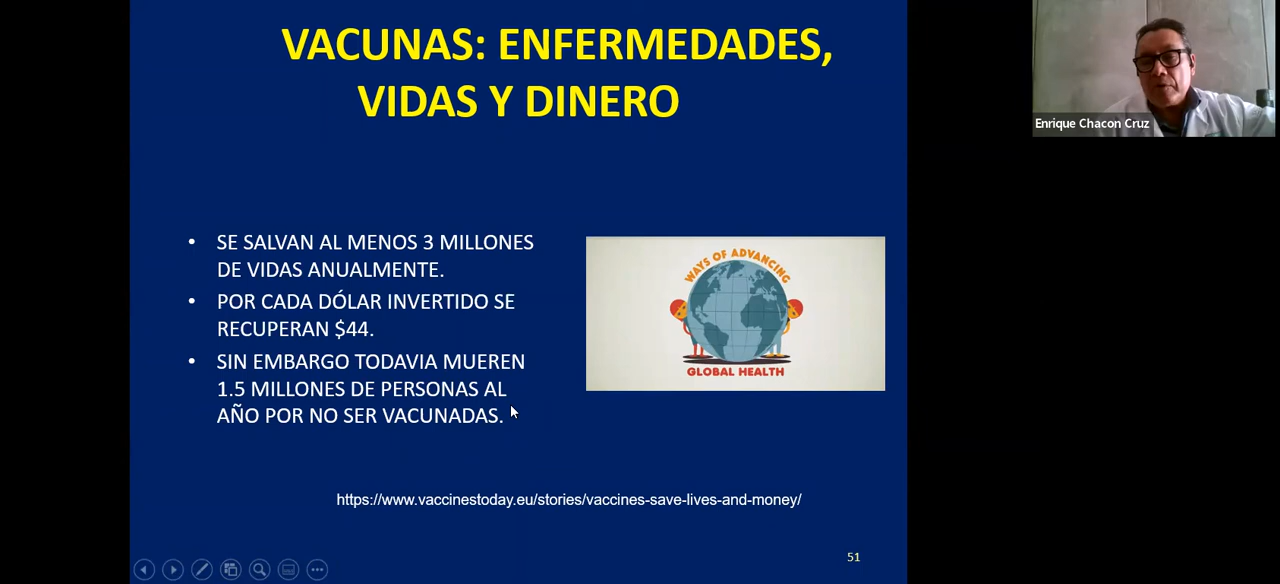 VACUNAS: ENFERMEDADES,
VIDAS Y DINERO
Enrique Chacon Cruz
• SE SALVAN AL MENOS 3 MILLONES
DE VIDAS ANUALMENTE.
• POR CADA DÓLAR INVERTIDO SE
RECUPERAN $44.
• SIN EMBARGO TODAVIA MUEREN
1.5 MILLONES DE PERSONAS AL
AÑO POR NO SER VACUNADAS.
WAYS OF ADVANCING
GLOBAL HEALTH
https://www.vaccinestoday.eu/stories/vaccines-save-lives-and-money/
51